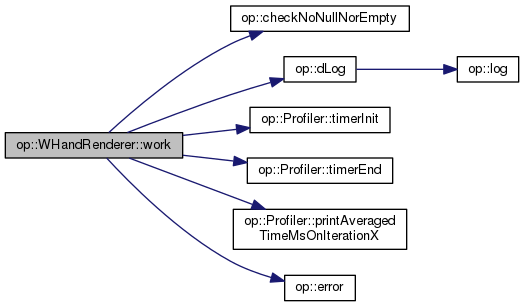 op::checkNoNullNorEmpty
op::dLog
op::log
op::Profiler::timerInit
op::WHandRenderer::work
op::Profiler::timerEnd
op::Profiler::printAveraged
TimeMsOnIterationX
op::error